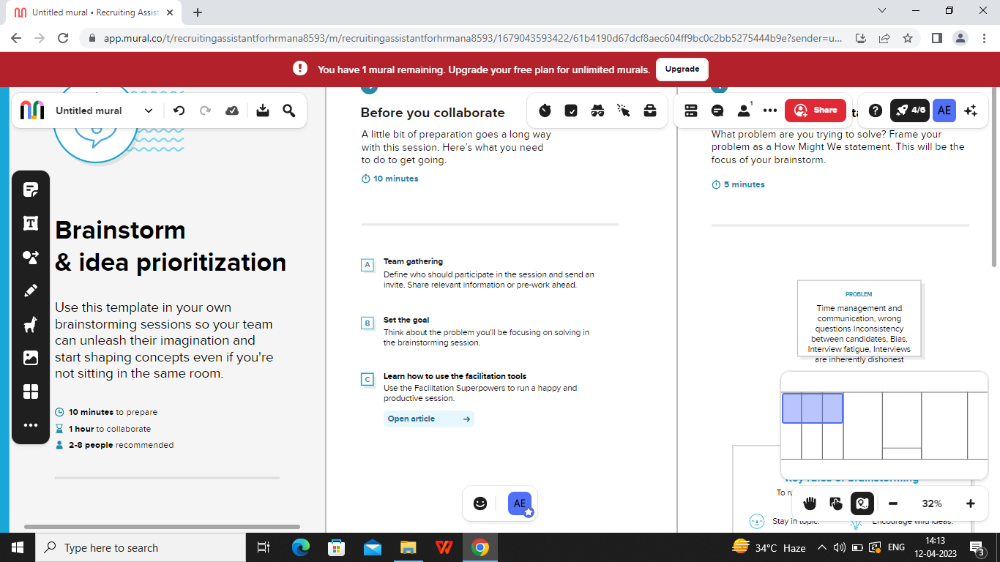 Untitled mural • Recruiting Assist
app.mural.co/t/recruitingassistantforhrmana8593/m/recruitingassistantforhrmana8593/1679043593422/61b4190d67dcf8aec604ff9bc0c2bb5275444b9e?sender=u...
You have 1 mural remaining. Upgrade your free plan for unlimited murals.
Upgrade
Untitled mural
1
Share
4/6
AE
Brainstorm
& idea prioritization
Use this template in your own
brainstorming sessions so your team
can unleash their imagination and
start shaping concepts even if you're
not sitting in the same room.
10 minutes to prepare
1 hour to collaborate
2-8 people recommended
Before you collaborate
A little bit of preparation goes a long way
with this session. Here's what you need
to do to get going.
10 minutes
A
Team gathering
Define who should participate in the session and send an
invite. Share relevant information or pre-work ahead.
B
Set the goal
Think about the problem you'll be focusing on solving in
the brainstorming session.
C
Learn how to use the facilitation tools
Use the Facilitation Superpowers to run a happy and
productive session.
Open article
What problem are you trying to solve? Frame your
problem as a How Might We statement. This will be the
focus of your brainstorm.
5 minutes
PROBLEM
Time management and
communication, wrong
questions Inconsistency
between candidates, Bias,
Interview fatigue, Interviews
are inherently dishonest
Key rules of brainstorming
To ru
Stay in topic.
Encourage wild ideas.
AE
32%
Type here to search
34°C Haze
ENG
14:13
12-04-2023
3